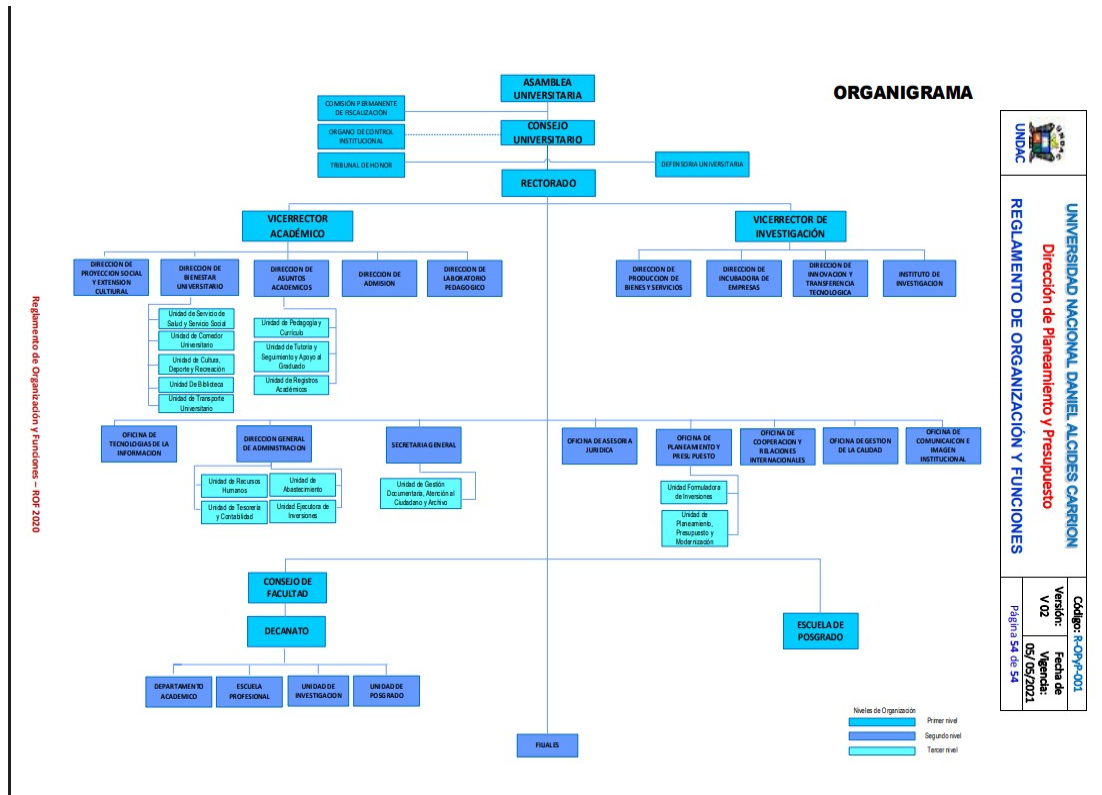 ORGANIGRAMA
ASAMBLEA
UNIVERSITARIA
COMISIÓN PERMANENTE
DE FISCALIZACIÓN
CONSEJO
UNIVERSITARIO
ORGANO DE CONTROL
INSTITUCIONAL
TRIBUNAL DE HONOR
DEFENSORIA UNIVERSITARIA
RECTORADO
VICERRECTOR
ACADÉMICO
VICERRECTOR DE
INVESTIGACIÓN
DIRECCION DE
PROYECCION SOCIAL
Y EXTENSION
CULTIURAL
DIRECCION DE
BIENESTAR
UNIVERSITARIO
DIRECCIÓN DE
ASUNTOS
ACADEMICOS
DIRECCIÓN DE
ADMISION
DIRECCION DE
LABORATORIO
PEDAGOGICO
DIRECCION DE
PRODUCCION DE
BIENES Y SERVICIOS
DIRECCION DE
INCUBADORA DE
EMPRESAS
DIRECCION DE
INNOVACION Y
TRANSFERENCIA
TECNOLOGICA
INSTITUTO DE
INVESTIGACION
Unidad de Servicio de
Salud y Servicio Social
Unidad de Comedor
Universitario
Unidad de Cultura,
Deporte y Recreación
Unidad De Biblioteca
Unidad de Transporte
Universitario
Unidad de Pedagogia y
Currículo
Unidad de Tutoría y
Seguimiento y Apoyo al
Graduado
Unidad de Registros
Académicos
OFICINA DE
TECNOLOGIAS DE LA
INFORMACION
DIRECCION GENERAL
DE ADMINISTRACION
SECRETARIA GENERAL
OFICINA DE ASESORIA
JURIDICA
OFICINA DE
PLANEAMIENTO Y
PRESUPUESTO
OFICINA DE
COOPERACION Y
RELACIONES
INTERNACIONALES
OFICINA DE GESTION
DE LA CALIDAD
OFICINA DE
COMUNICAICON E
IMAGEN
INSTITUCIONAL
Unidad de Recursos
Humanos
Unidad de
Abastecimiento
Unidad de Tesorería
y Contabilidad
Unidad Ejecutora de
Inversiones
Unidad de Gestión
Documentaria, Atención al
Ciudadano y Archivo
Unidad Formuladora
de Inversiones
Unidad de
Planeamiento,
Presupuesto y
Modernización
CONSEJO DE
FACULTAD
DECANATO
ESCUELA DE
POSGRADO
DEPARTAMENTO
ACADEMICO
ESCUELA
PROFESIONAL
UNIDAD DE
INVESTIGACION
UNIDAD DE
POSGRADO
FILIALES
Niveles de Organización
Primer nivel
Segundo nivel
Tercer nivel
UNDAC
UNDAC
UNIVERSIDAD NACIONAL DANIEL ALCIDES CARRION
Dirección de Planeamiento y Presupuesto
REGLAMENTO DE ORGANIZACIÓN Y FUNCIONES
Código: R-OPyP-001
Versión:
V 02
Fecha de
Vigencia:
05/05/2021
Página 54 de 54
Reglamento de Organización y Funciones – ROF 2020